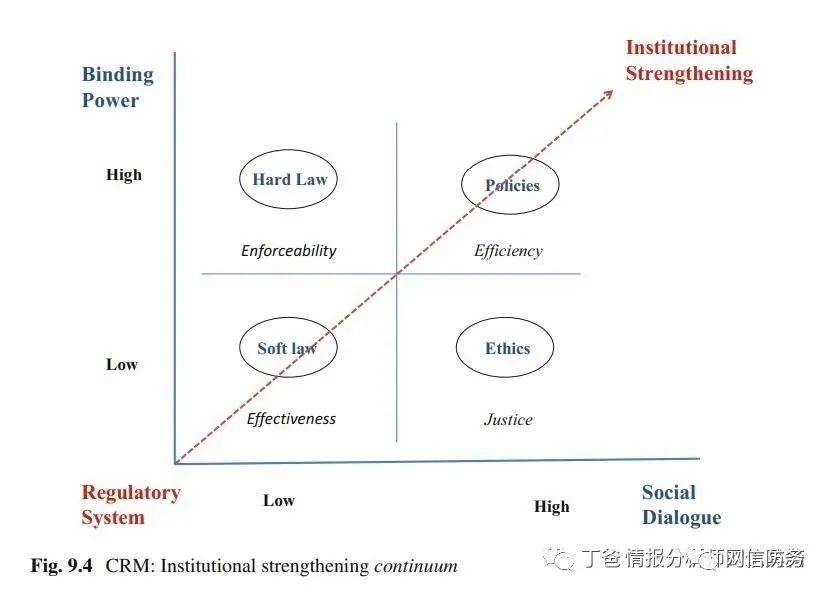 Institutional
Strengthening
Binding
Power
High
Hard Law
Policies
Enforceability
Efficiency
Low
Soft law
Ethics
Effectiveness
Justice
Regulatory
System
Low
High
Social
Dialogue
Fig. 9.4 CRM: Institutional strengthening continuum
丁爸 情报分析师网信防务